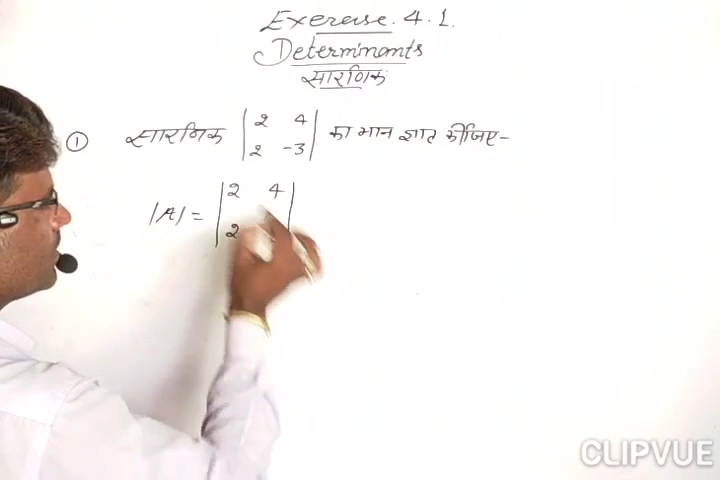 Exercise. 4.1.
Determinants
सारणिक
① सारणिक | 2 4 | का मान ज्ञात कीजिए-
| 2 -3 |
|A| = | 2 4 |
| 2
CLIPVUE